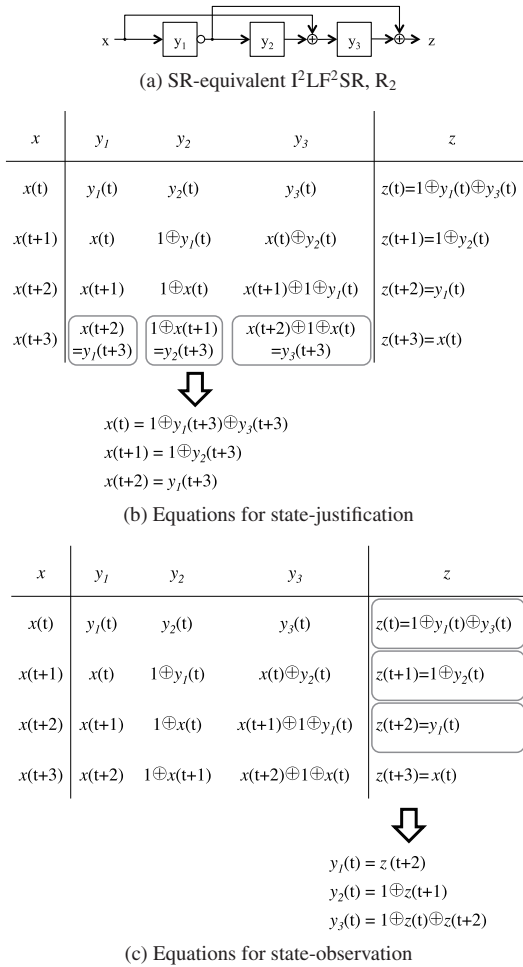 x y₁ y₂ ⊕ y₃ ⊕ z
(a) SR-equivalent I²LF²SR, R₂
x y₁ y₂ y₃ z
x(t) y₁(t) y₂(t) y₃(t) z(t)=1⊕y₁(t)⊕y₃(t)
x(t+1) x(t) 1⊕y₁(t) x(t)⊕y₂(t) z(t+1)=1⊕y₂(t)
x(t+2) x(t+1) 1⊕x(t) x(t+1)⊕1⊕y₁(t) z(t+2)=y₁(t)
x(t+3) x(t+2) 1⊕x(t+1) x(t+2)⊕1⊕x(t) z(t+3)=x(t)
=y₁(t+3) =y₂(t+3) =y₃(t+3)
x(t) = 1⊕y₁(t+3)⊕y₃(t+3)
x(t+1) = 1⊕y₂(t+3)
x(t+2) = y₁(t+3)
(b) Equations for state-justification
x y₁ y₂ y₃ z
x(t) y₁(t) y₂(t) y₃(t) z(t)=1⊕y₁(t)⊕y₃(t)
x(t+1) x(t) 1⊕y₁(t) x(t)⊕y₂(t) z(t+1)=1⊕y₂(t)
x(t+2) x(t+1) 1⊕x(t) x(t+1)⊕1⊕y₁(t) z(t+2)=y₁(t)
x(t+3) x(t+2) 1⊕x(t+1) x(t+2)⊕1⊕x(t) z(t+3)=x(t)
y₁(t) = z (t+2)
y₂(t) = 1⊕z(t+1)
y₃(t) = 1⊕z(t)⊕z(t+2)
(c) Equations for state-observation